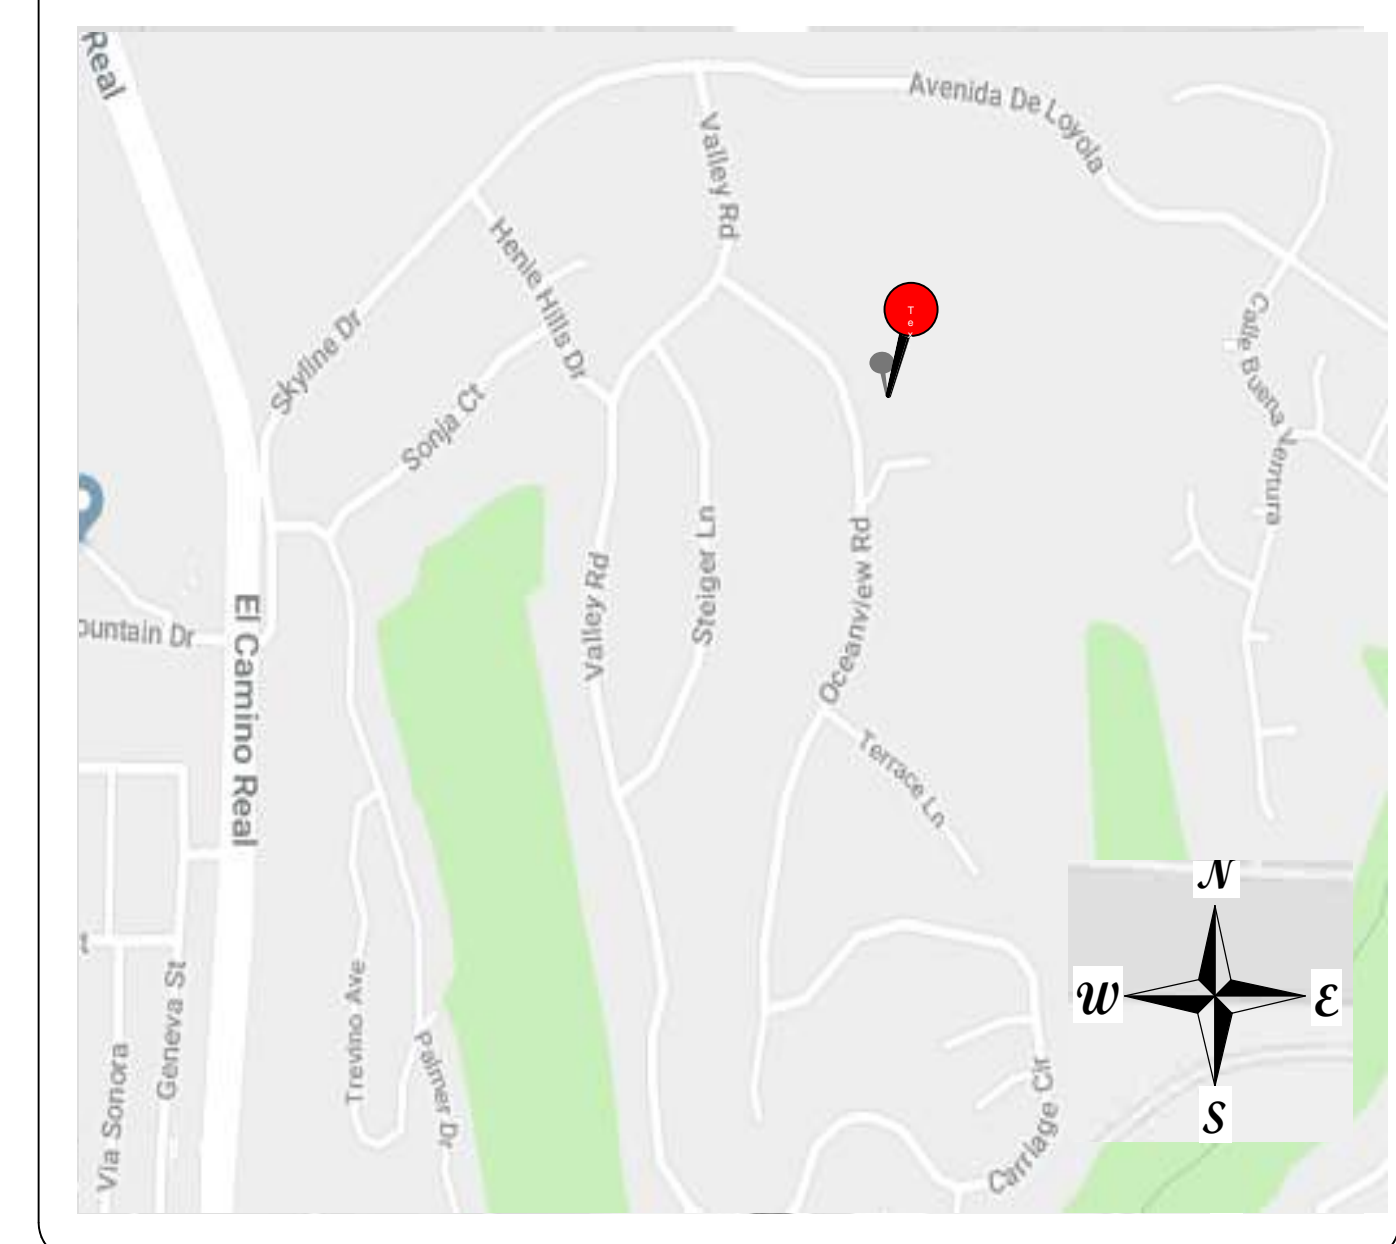 Real
Avenida De Loyola
Valley Rd
Henie Hills Dr
Skyline Dr
Sonja Ct
Calle Buena Ventura
Te
Valley Rd
Steiger Ln
Oceanview Rd
ountain Dr
El Camino Real
Terrace Ln
N
W
E
S
Trevino Ave
Geneva St
Via Sonora
Palmer Dr
Carriage Cir